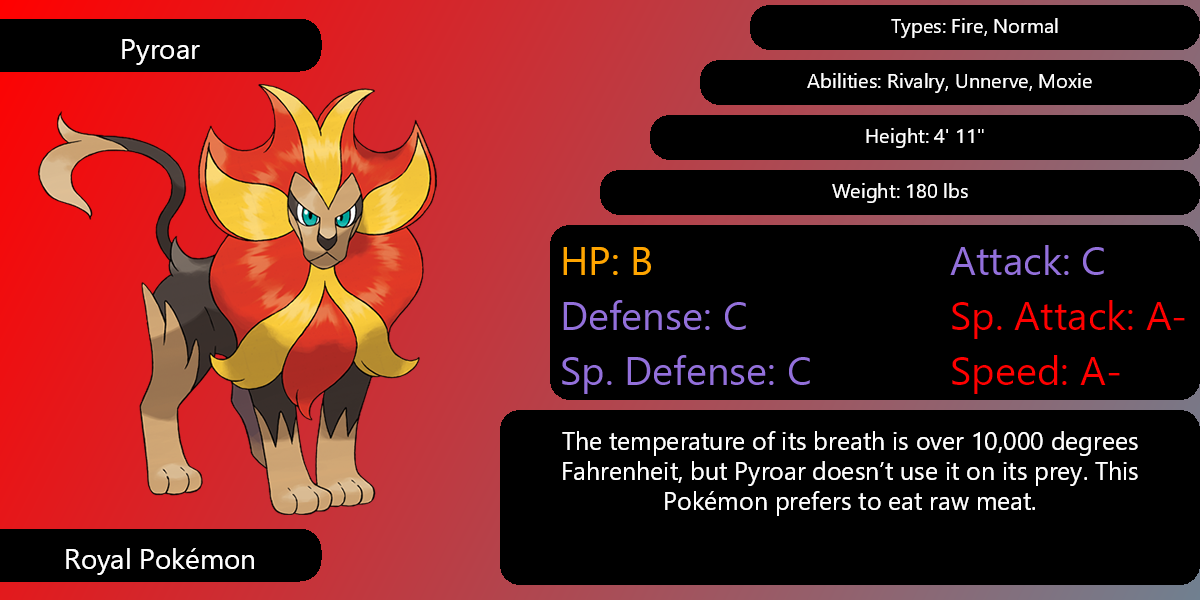 Pyroar
Types: Fire, Normal
Abilities: Rivalry, Unnerve, Moxie
Height: 4' 11"
Weight: 180 lbs
HP: B
Attack: C
Defense: C
Sp. Attack: A-
Sp. Defense: C
Speed: A-
The temperature of its breath is over 10,000 degrees
Fahrenheit, but Pyroar doesn’t use it on its prey. This
Pokémon prefers to eat raw meat.
Royal Pokémon